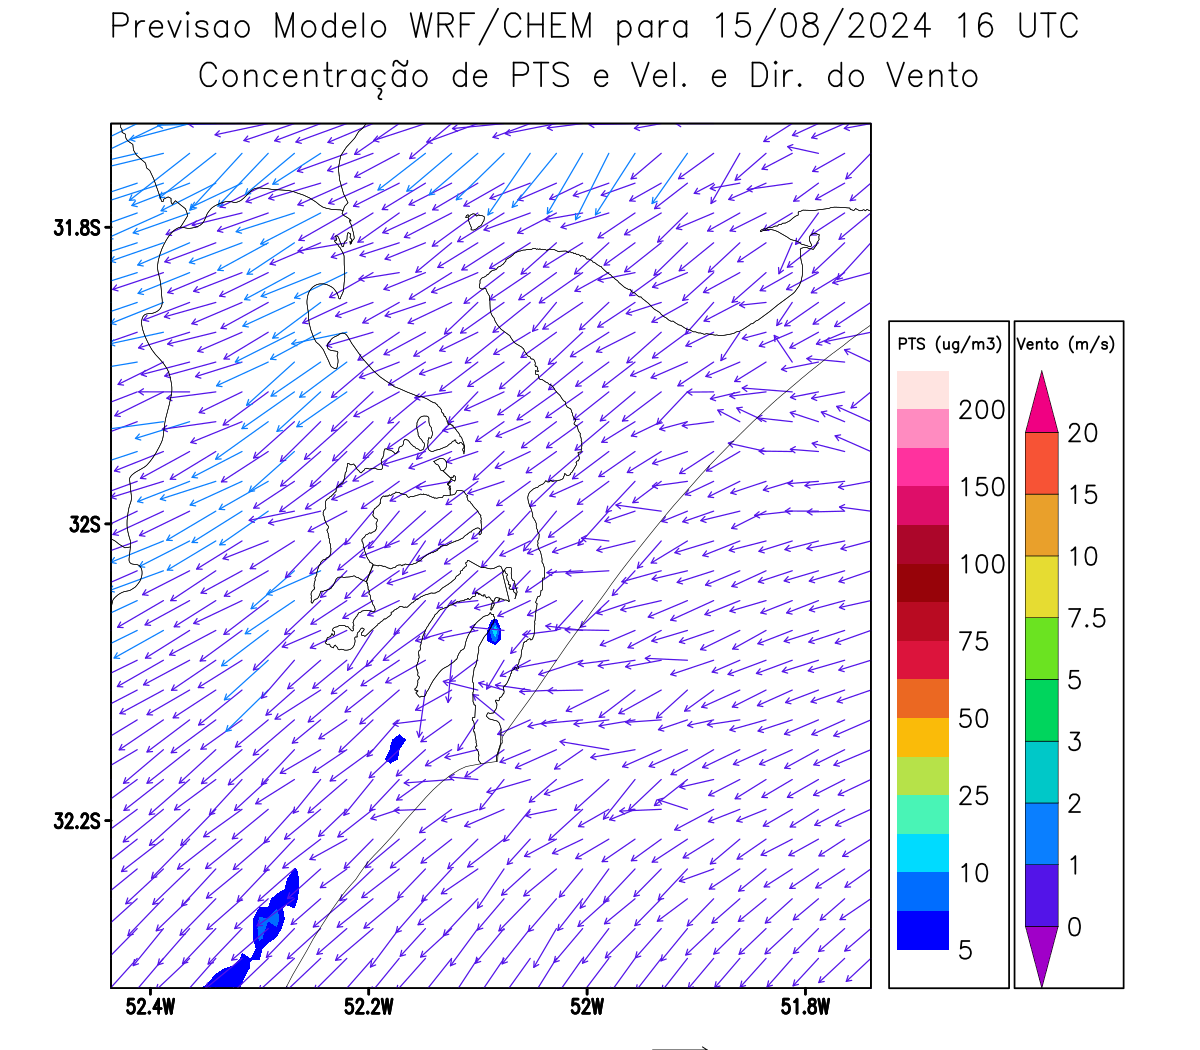 Previsao Modelo WRF/CHEM para 15/08/2024 16 UTC
Concentração de PTS e Vel. e Dir. do Vento
31.8S
32S
32.2S
52.4W 52.2W 52W 51.8W
PTS (ug/m3)
200
150
100
75
50
25
10
5
Vento (m/s)
20
15
10
7.5
5
3
2
1
0